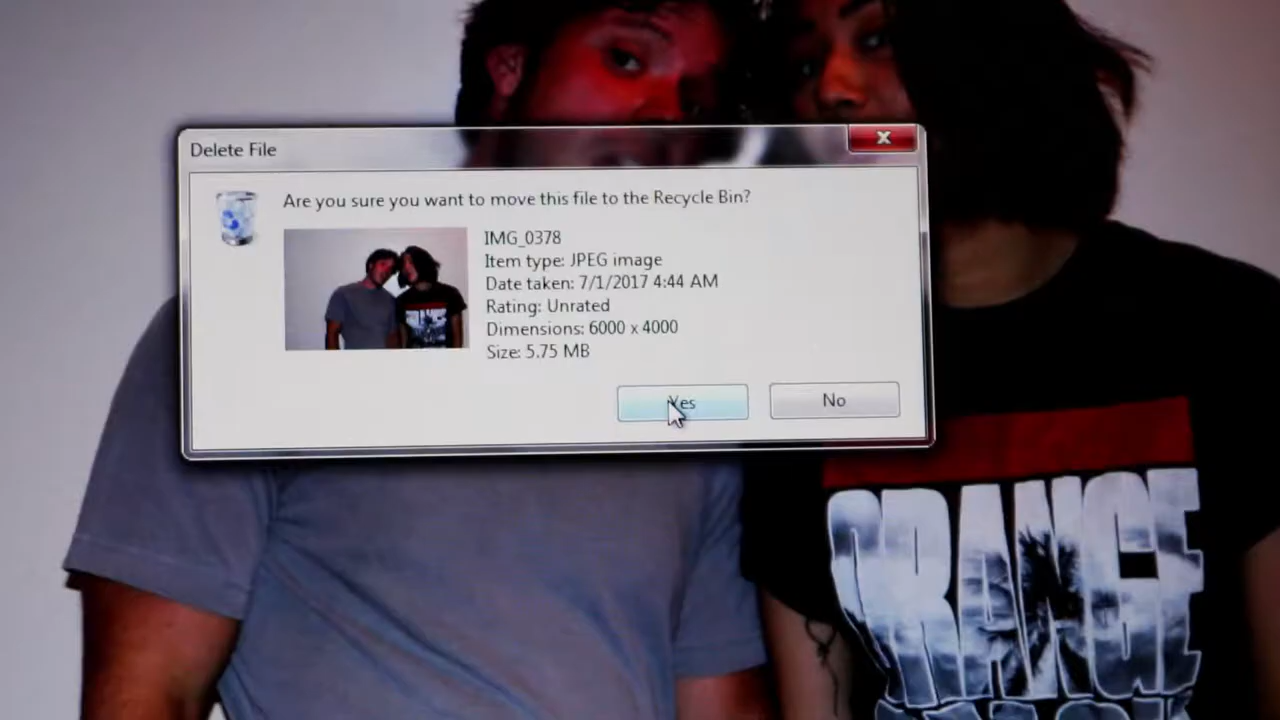 Delete File
Are you sure you want to move this file to the Recycle Bin?
IMG_0378
Item type: JPEG image
Date taken: 7/1/2017 4:44 AM
Rating: Unrated
Dimensions: 6000 x 4000
Size: 5.75 MB
Yes
No
ORANGE